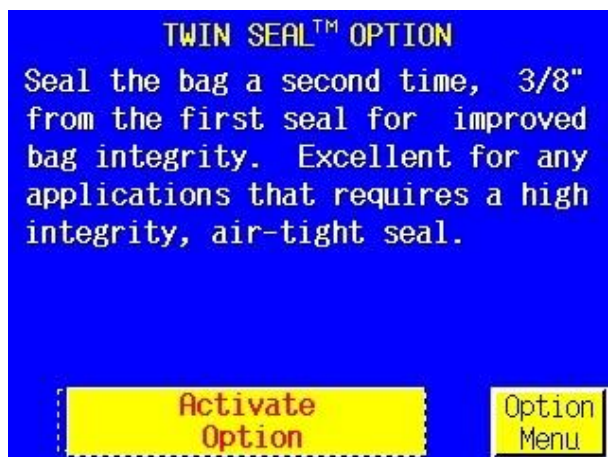 TWIN SEAL™ OPTION
Seal the bag a second time, 3/8"
from the first seal for improved
bag integrity. Excellent for any
applications that requires a high
integrity, air-tight seal.
Activate
Option
Option
Menu